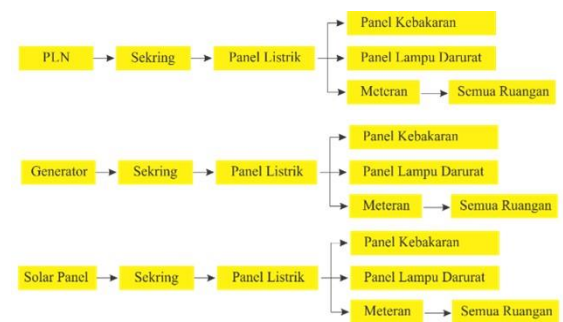 Panel Kebakaran
PLN Sekring Panel Listrik Panel Lampu Darurat
Meteran Semua Ruangan
Panel Kebakaran
Generator Sekring Panel Listrik Panel Lampu Darurat
Meteran Semua Ruangan
Panel Kebakaran
Solar Panel Sekring Panel Listrik Panel Lampu Darurat
Meteran Semua Ruangan